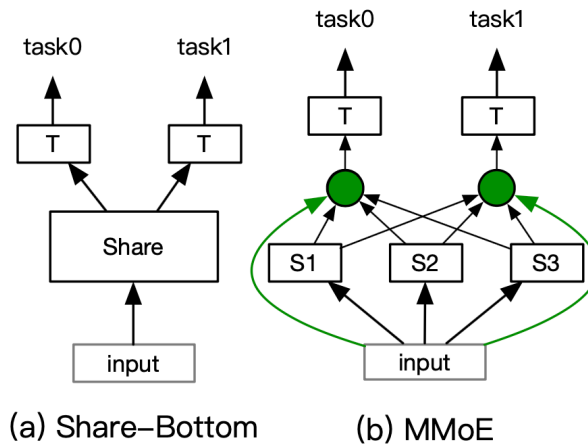 task0 task1
T T
Share
input
(a) Share-Bottom
task0 task1
T T
S1 S2 S3
input
(b) MMoE